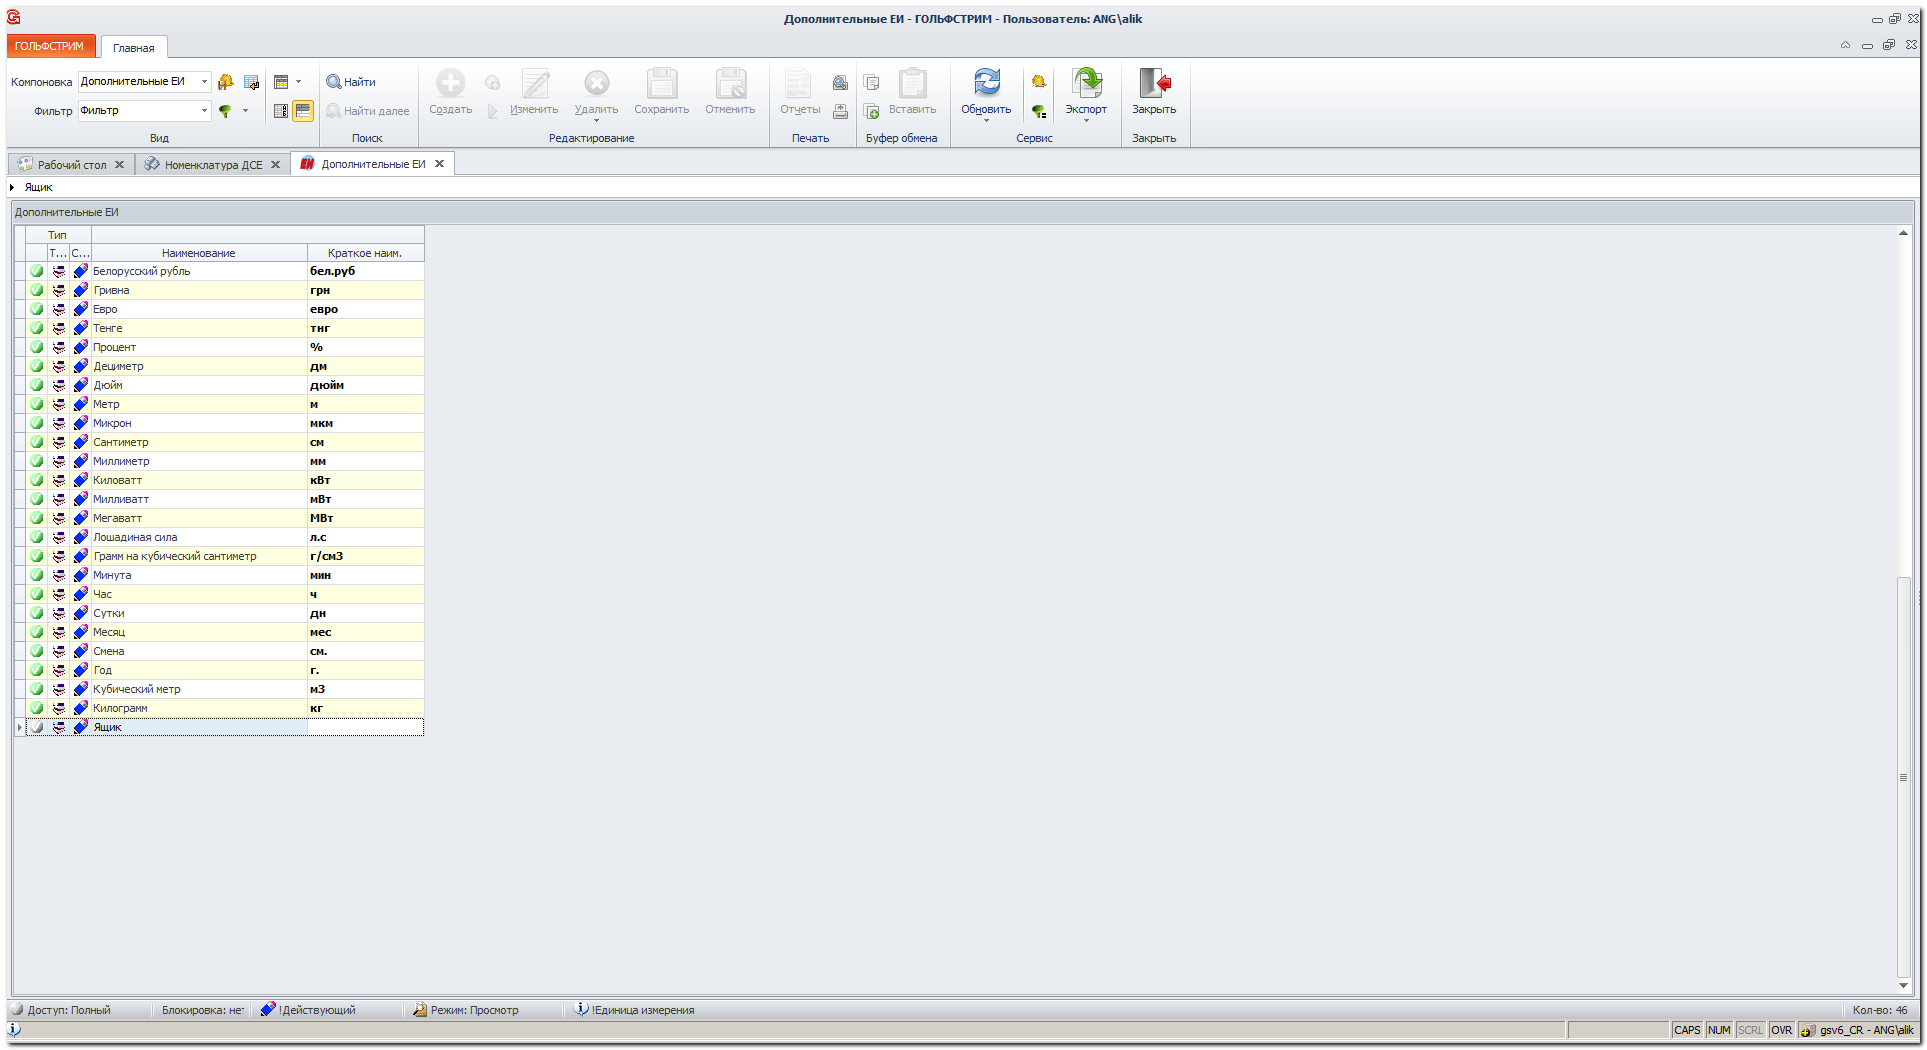 Дополнительные ЕИ - ГОЛЬФСТРИМ - Пользователь: ANG\alik
ГОЛЬФСТРИМ Главная
Компоновка Дополнительные ЕИ
Фильтр Фильтр
Вид
Найти
Найти далее
Поиск
Создать Изменить Удалить Сохранить Отменить
Редактирование
Отчеты
Печать
Вставить
Буфер обмена
Обновить Экспорт
Сервис
Закрыть
Закрыть
Рабочий стол Номенклатура ДСЕ ЕИ Дополнительные ЕИ
Ящик
Дополнительные ЕИ
Тип
Т... С... Наименование Краткое наим.
Белорусский рубль бел.руб
Гривна грн
Евро евро
Тенге тнг
Процент %
Дециметр дм
Дюйм дюйм
Метр м
Микрон мкм
Сантиметр см
Миллиметр мм
Киловатт кВт
Милливатт мВт
Мегаватт МВт
Лошадиная сила л.с
Грамм на кубический сантиметр г/см3
Минута мин
Час ч
Сутки дн
Месяц мес
Смена см.
Год г.
Кубический метр м3
Килограмм кг
Ящик
Доступ: Полный Блокировка: нет !Действующий Режим: Просмотр !Единица измерения Кол-во: 46
CAPS NUM SCRL OVR gsv6_CR - ANG\alik